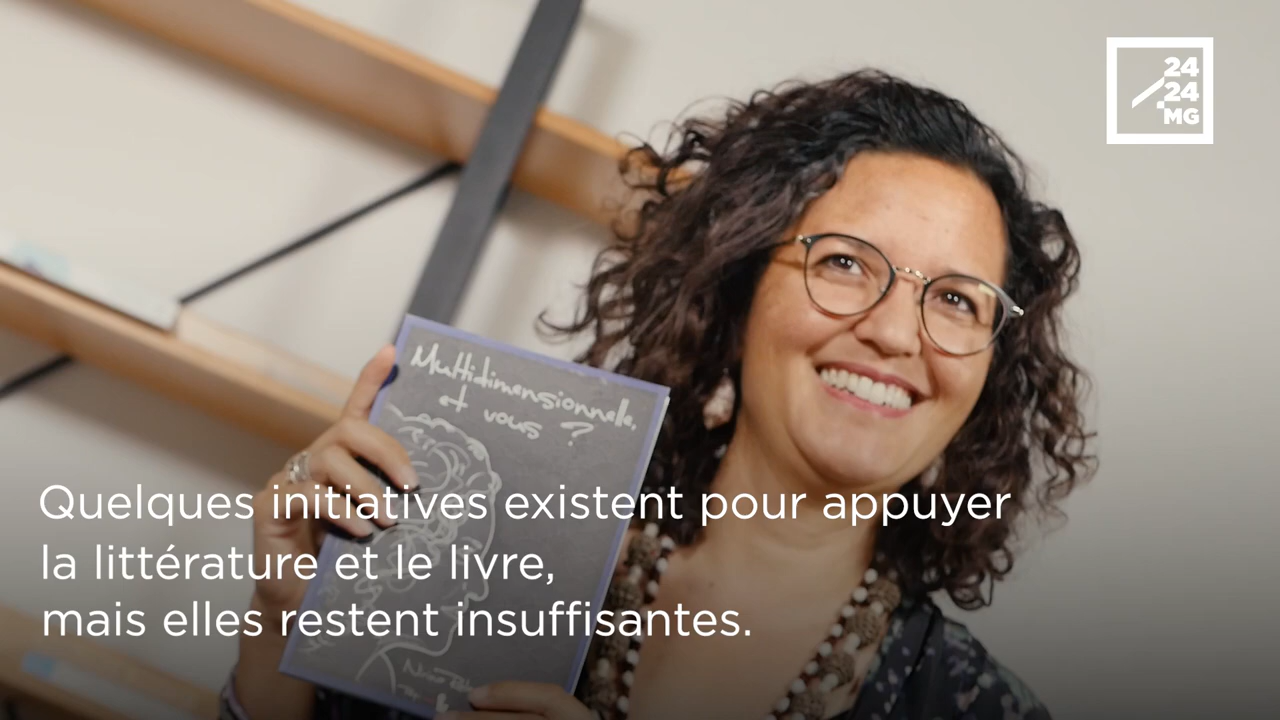 24
24
MG
Multidimensionnelle,
et vous ?
Quelques initiatives existent pour appuyer
la littérature et le livre,
mais elles restent insuffisantes.